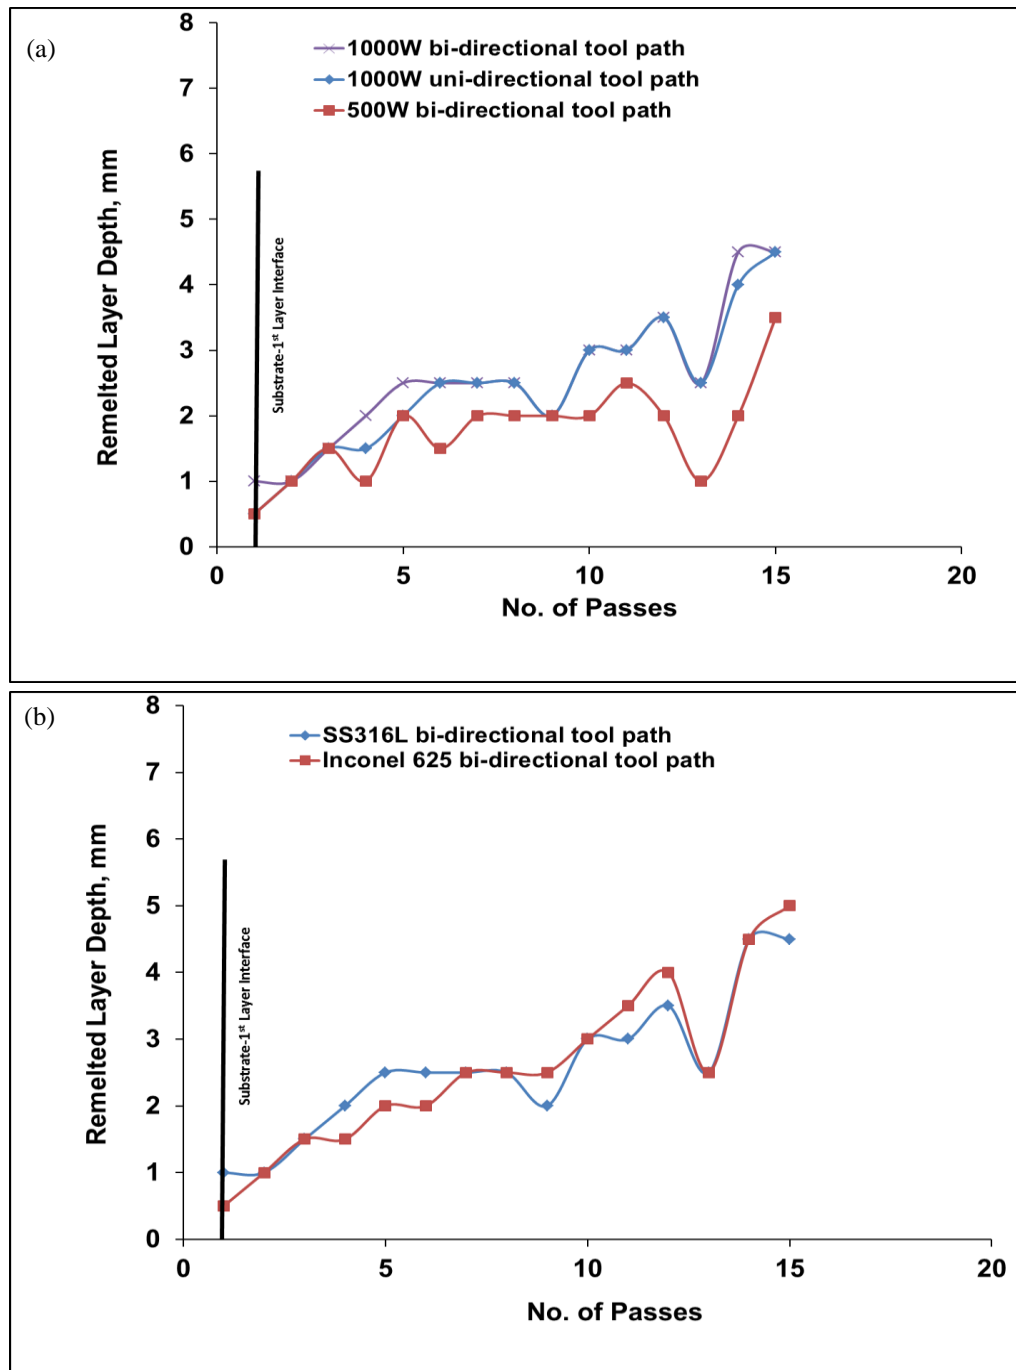 (a)
1000W bi-directional tool path
1000W uni-directional tool path
500W bi-directional tool path
8
7
6
5
4
3
2
1
0
Remelted Layer Depth, mm
Substrate-1st Layer Interface
0
5
10
15
20
No. of Passes
(b)
SS316L bi-directional tool path
Inconel 625 bi-directional tool path
8
7
6
5
4
3
2
1
0
Remelted Layer Depth, mm
Substrate-1st Layer Interface
0
5
10
15
20
No. of Passes